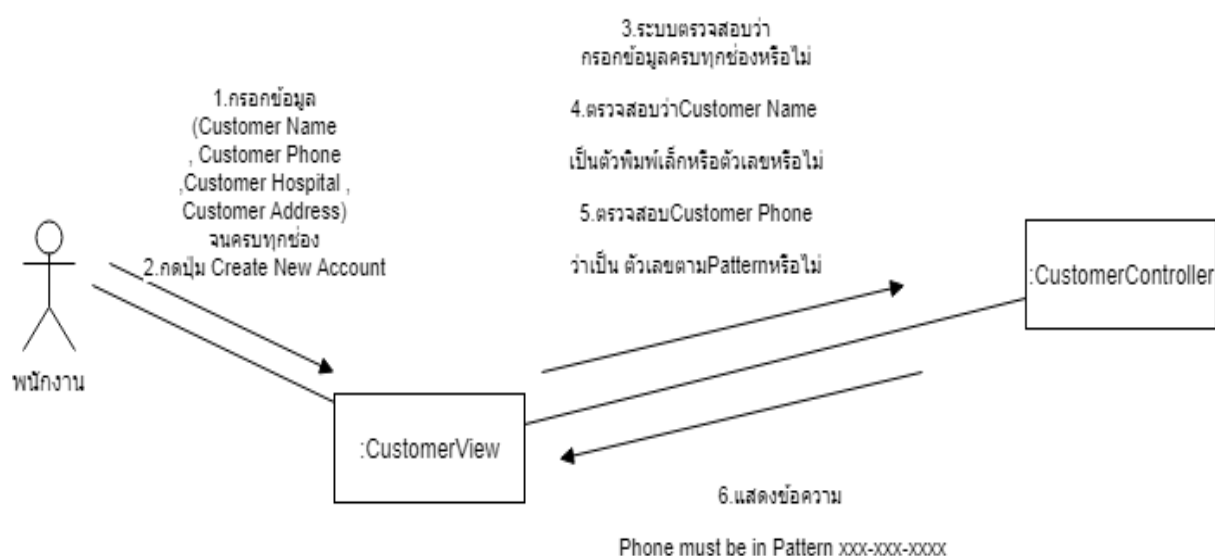 3.ระบบตรวจสอบว่า
กรอกข้อมูลครบทุกช่องหรือไม่
1.กรอกข้อมูล
(Customer Name
, Customer Phone
,Customer Hospital ,
Customer Address)
จนครบทุกช่อง
2.กดปุ่ม Create New Account
4.ตรวจสอบว่าCustomer Name
เป็นตัวพิมพ์เล็กหรือตัวเลขหรือไม่
5.ตรวจสอบCustomer Phone
ว่าเป็น ตัวเลขตามPatternหรือไม่
:CustomerController
พนักงาน
:CustomerView
6.แสดงข้อความ
Phone must be in Pattern xxx-xxx-xxxx